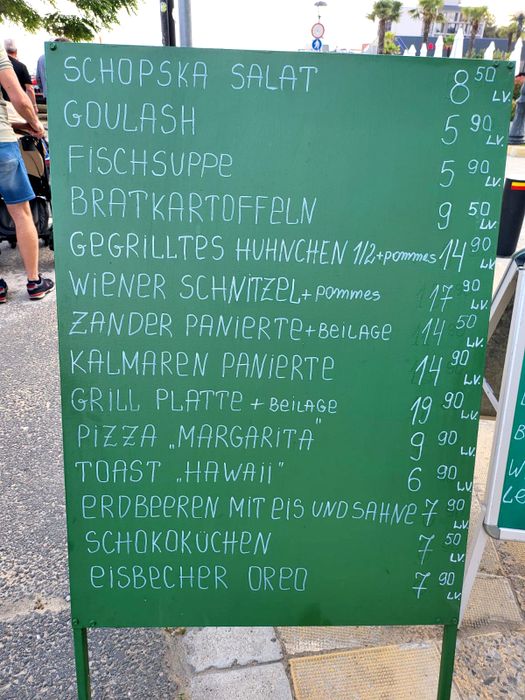 SCHOPSKA SALAT 8 50 LV.
GOULASH 5 90 LV.
FISCHSUPPE 5 90 LV.
BRATKARTOFFELN 9 50 LV.
GEGRILLTES HUHNCHEN 1/2+pommes 14 90 LV.
WIENER SCHNITZEL+pommes 17 90 LV.
ZANDER PANIERTE+BEILAGE 14 50 LV.
KALMAREN PANIERTE 14 90 LV.
GRILL PLATTE + BEILAGE 19 90 LV.
PIZZA „MARGARITA" 9 90 LV.
TOAST „HAWAII" 6 90 LV.
ERDBEEREN MIT EIS UND SAHNE 7 90 LV.
SCHOKOKÜCHEN 7 50 LV.
EISBECHER OREO 7 90 LV.